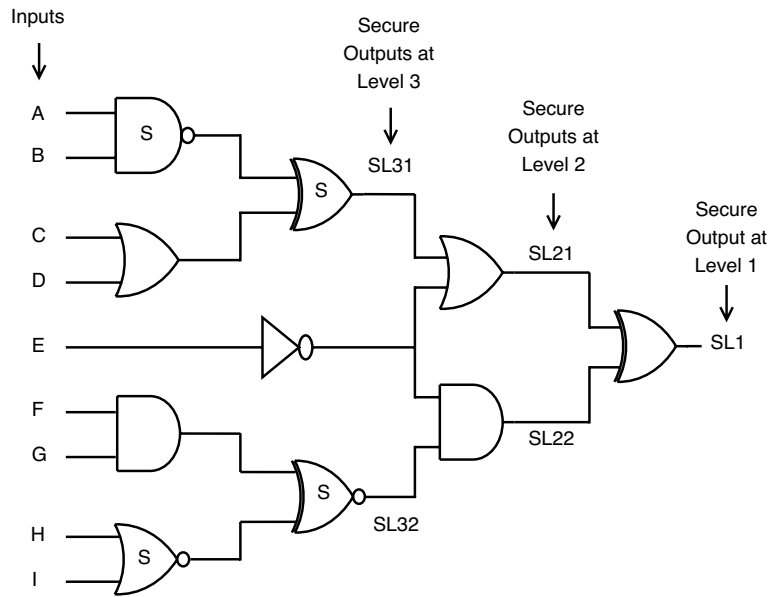 Inputs
Secure
Outputs at
Level 3
Secure
Outputs at
Level 2
Secure
Output at
Level 1
A
B
S
C
D
S
SL31
SL21
E
SL1
F
G
SL22
H
I
S
S
SL32